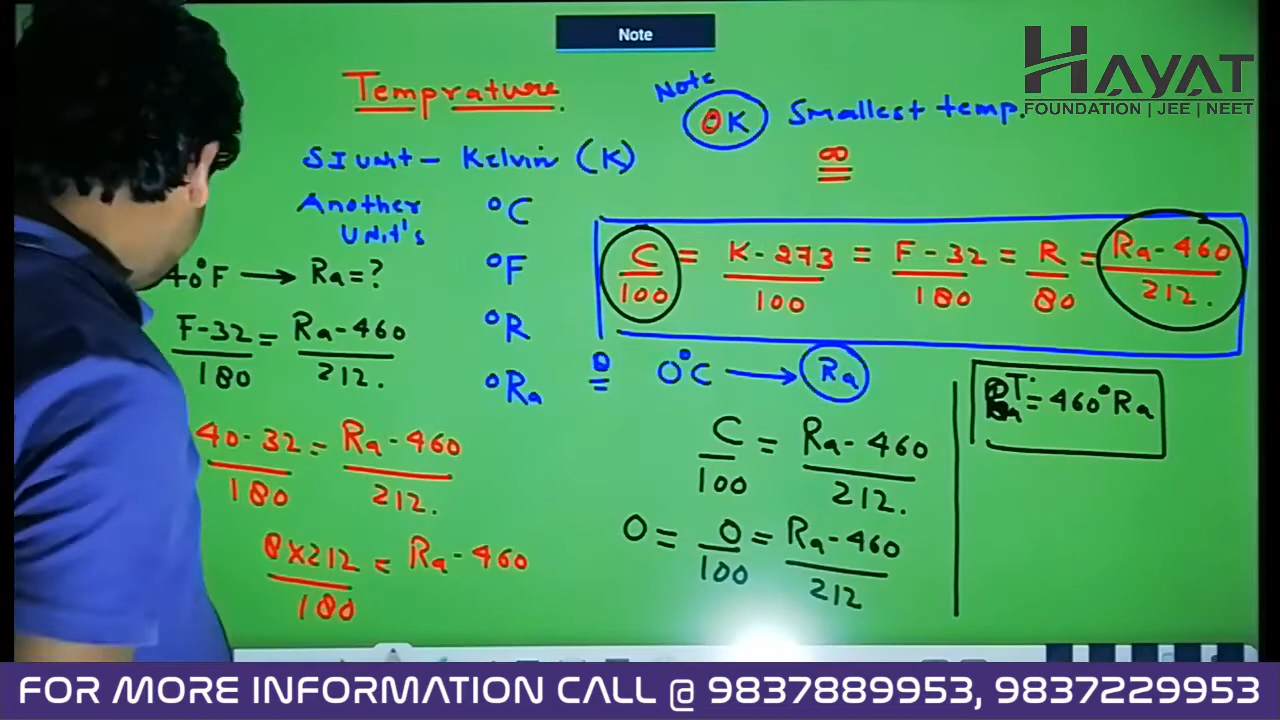 Note
HAYAT
FOUNDATION | JEE | NEET
Temprature.
Note
0K Smallest temp.
∞
SI unit - Kelvin (K)
Another
Unit's
°C
°F
°R
°Ra
C/100 = K - 273/100 = F - 32/180 = R/80 = Ra - 460/212.
40°F → Ra = ?
F - 32/180 = Ra - 460/212.
40 - 32/180 = Ra - 460/212.
8 × 212/180 = Ra - 460
0°C → Ra
C/100 = Ra - 460/212.
0 = 0/100 = Ra - 460/212
= 460°Ra
FOR MORE INFORMATION CALL @ 9837889953, 9837229953